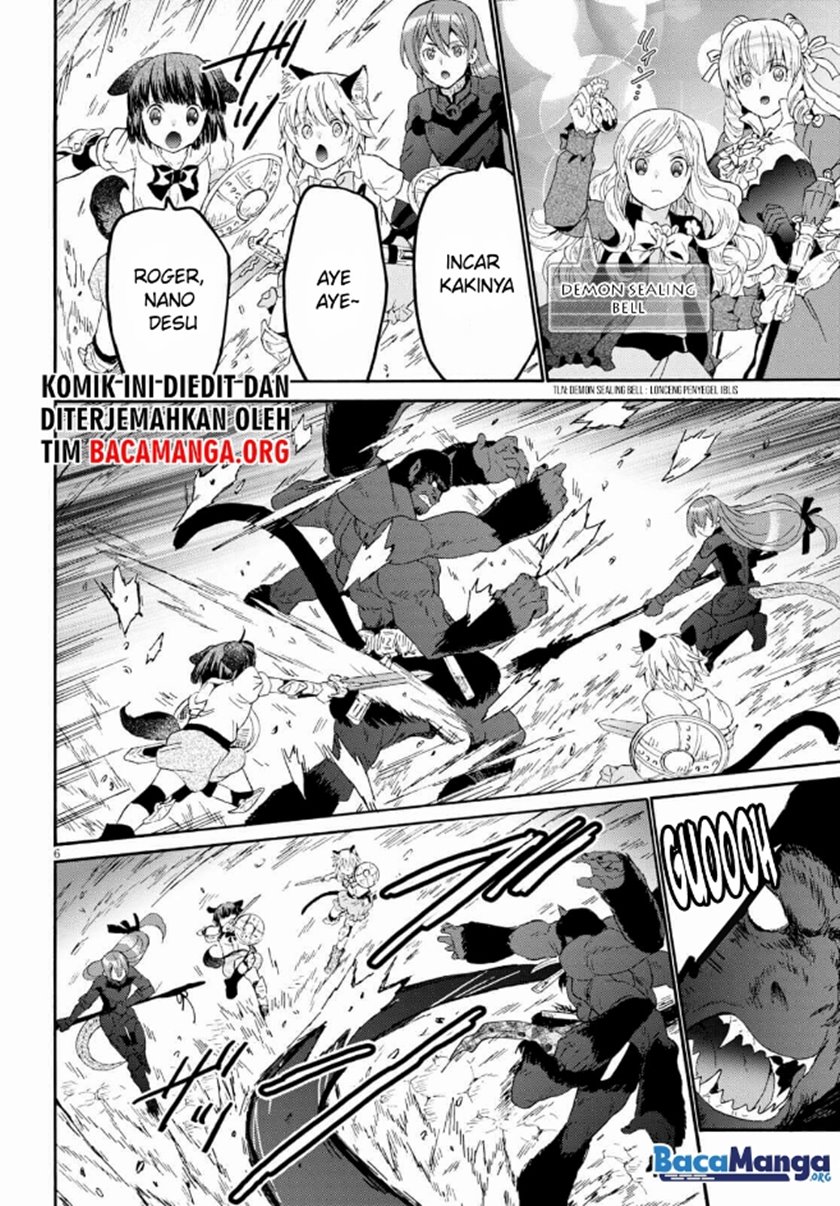 DEMON SEALING
BELL
TLN: DEMON SEALING BELL : LONCENG PENYEGEL IBLIS
INCAR
KAKINYA
AYE
AYE~
ROGER,
NANO
DESU
KOMIK INI DIEDIT DAN
DITERJEMAHKAN OLEH
TIM BACAMANGA.ORG
6
GUOOOH
BacaManga
.ORG